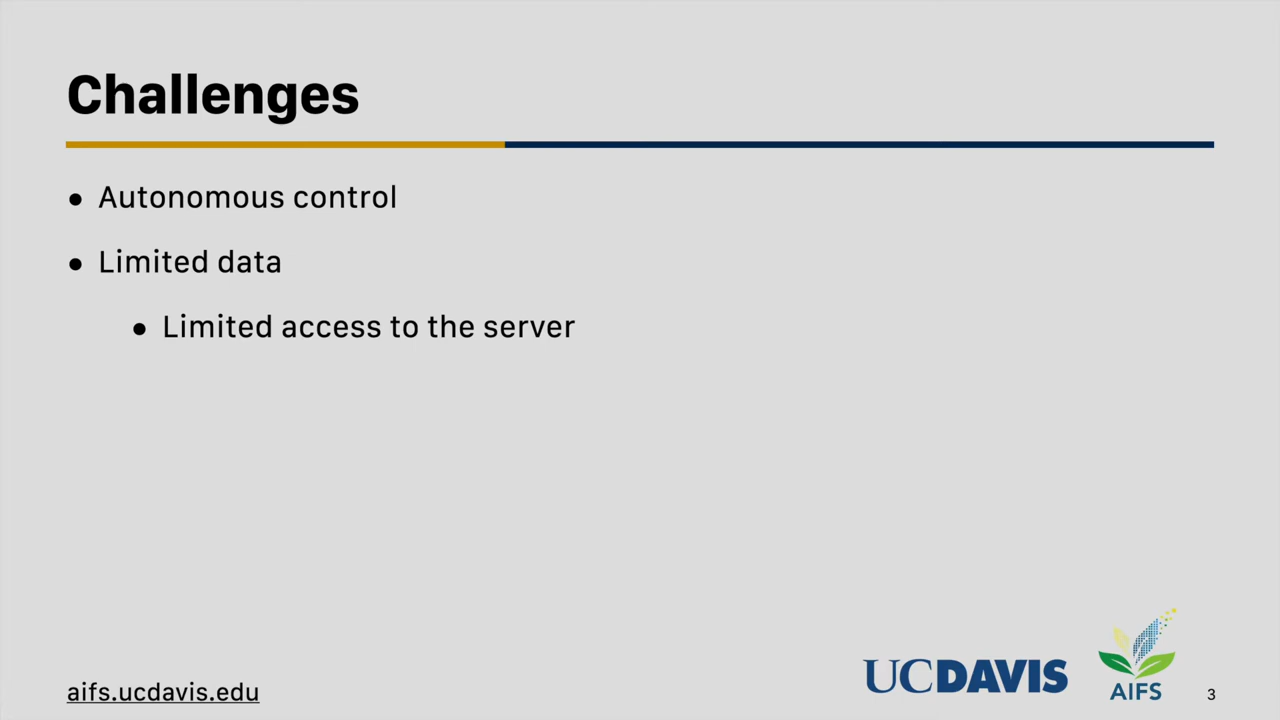 Challenges
• Autonomous control
• Limited data
• Limited access to the server
aifs.ucdavis.edu
UCDAVIS
AIFS
3